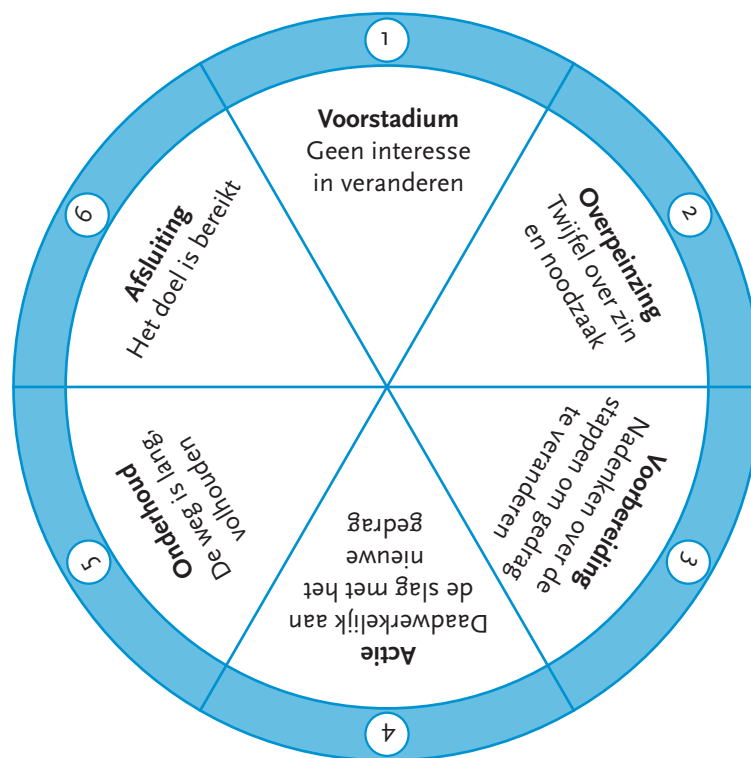 1
Voorstadium
Geen interesse
in veranderen
2
Overpeinzing
Twijfel over zin
en noodzaak
3
Voorbereiding
Nadenken over de
stappen om gedrag
te veranderen
4
Actie
Daadwerkelijk aan
de slag met het
nieuwe
gedrag
5
Onderhoud
De weg is lang,
volhouden
6
Afsluiting
Het doel is bereikt